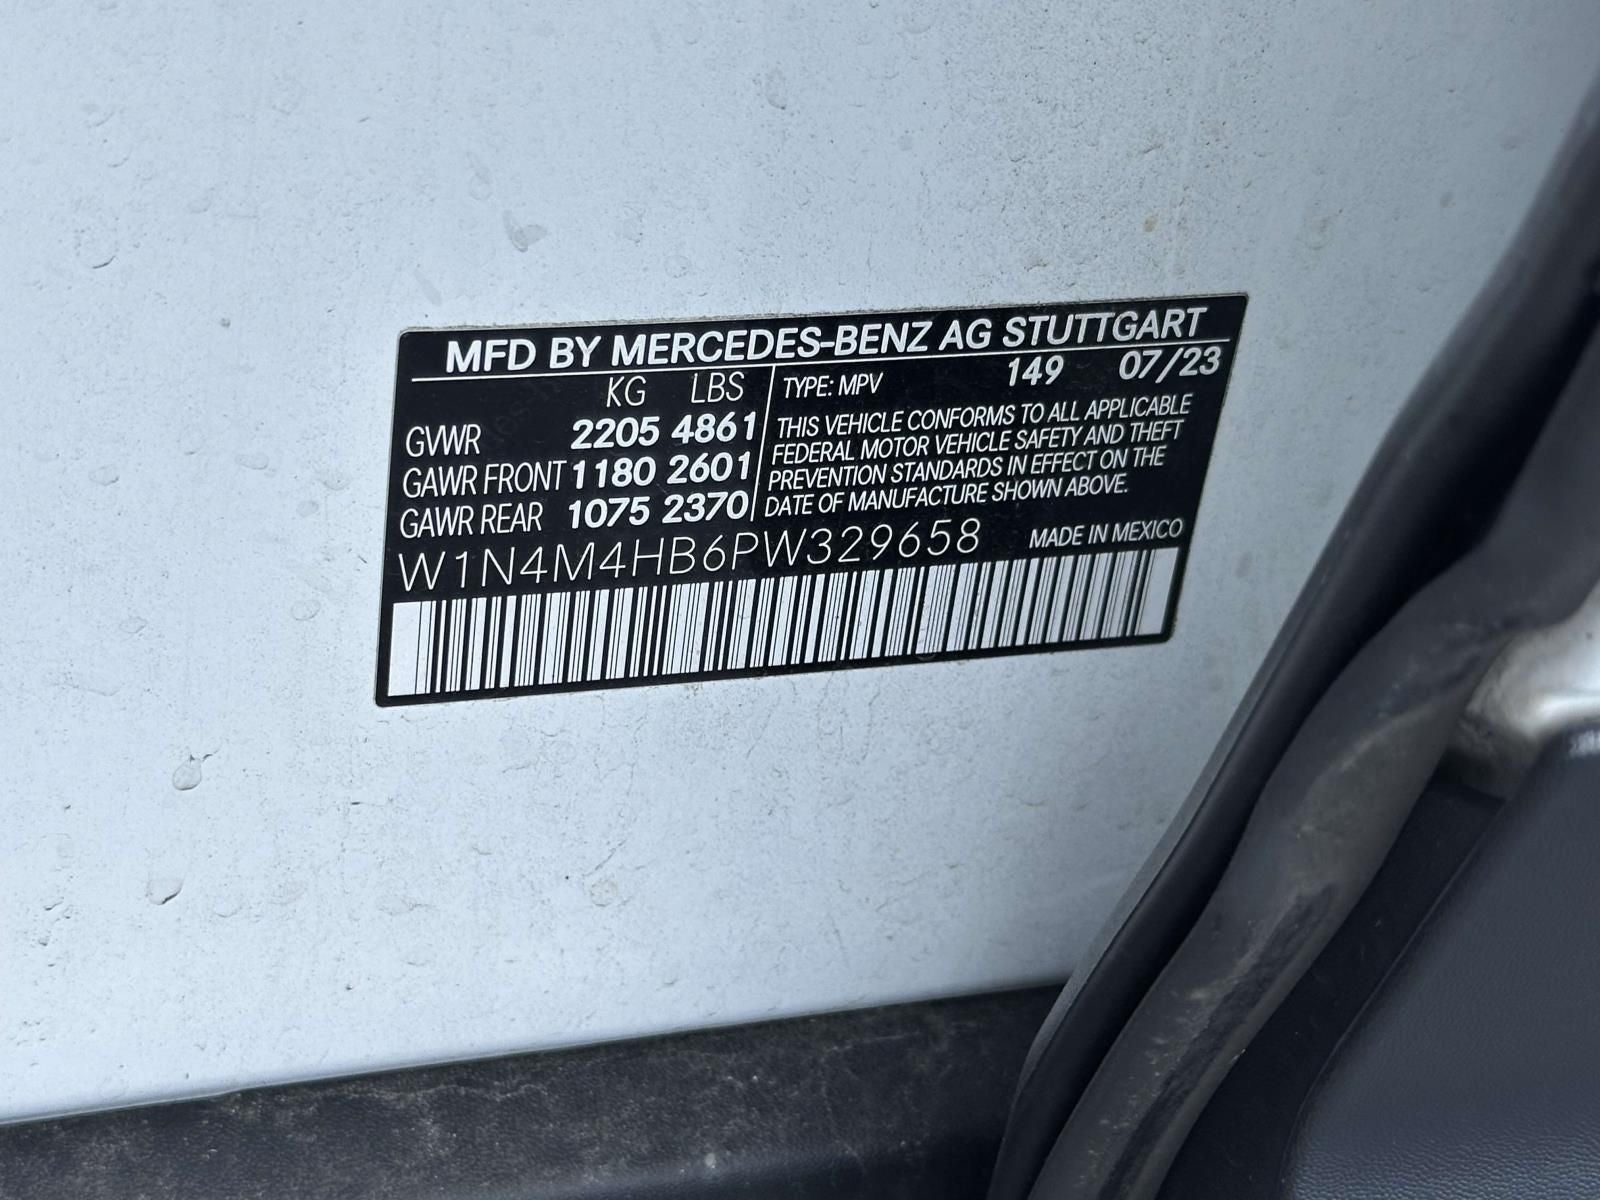 MFD BY MERCEDES-BENZ AG STUTTGART
KG LBS
GVWR 2205 4861
GAWR FRONT 1180 2601
GAWR REAR 1075 2370
TYPE: MPV 149 07/23
THIS VEHICLE CONFORMS TO ALL APPLICABLE
FEDERAL MOTOR VEHICLE SAFETY AND THEFT
PREVENTION STANDARDS IN EFFECT ON THE
DATE OF MANUFACTURE SHOWN ABOVE.
W1N4M4HB6PW329658 MADE IN MEXICO